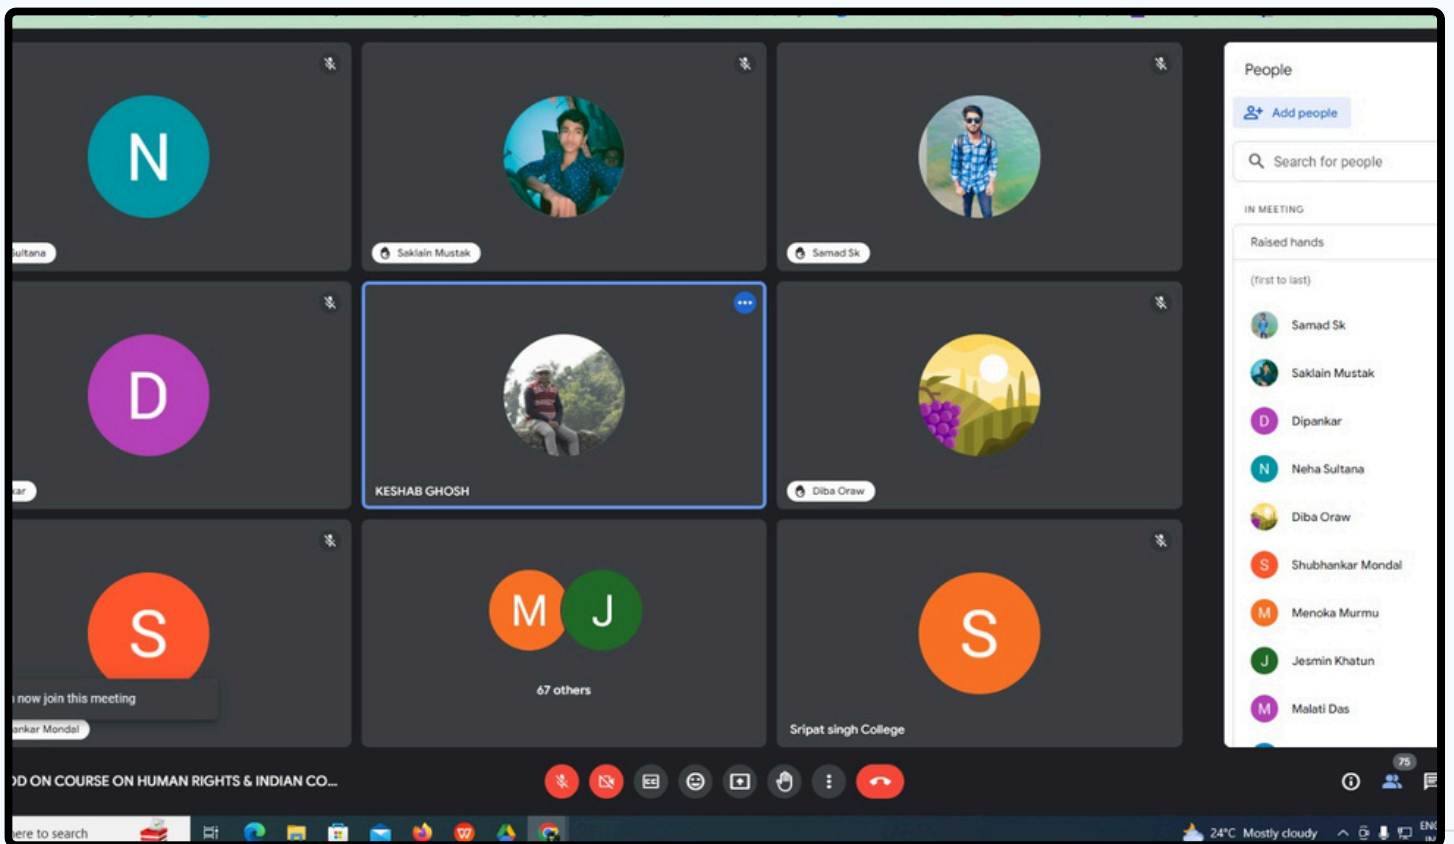 N
ultana
Saklain Mustak
Samad Sk
D
kar
KESHAB GHOSH
Diba Oraw
S
now join this meeting
ankar Mondal
M J
67 others
S
Sripat singh College
People
Add people
Search for people
IN MEETING
Raised hands
(first to last)
Samad Sk
Saklain Mustak
D Dipankar
N Neha Sultana
Diba Oraw
S Shubhankar Mondal
M Menoka Murmu
J Jesmin Khatun
M Malati Das
DD ON COURSE ON HUMAN RIGHTS & INDIAN CO...
75
ere to search
24°C Mostly cloudy
ENG
IN